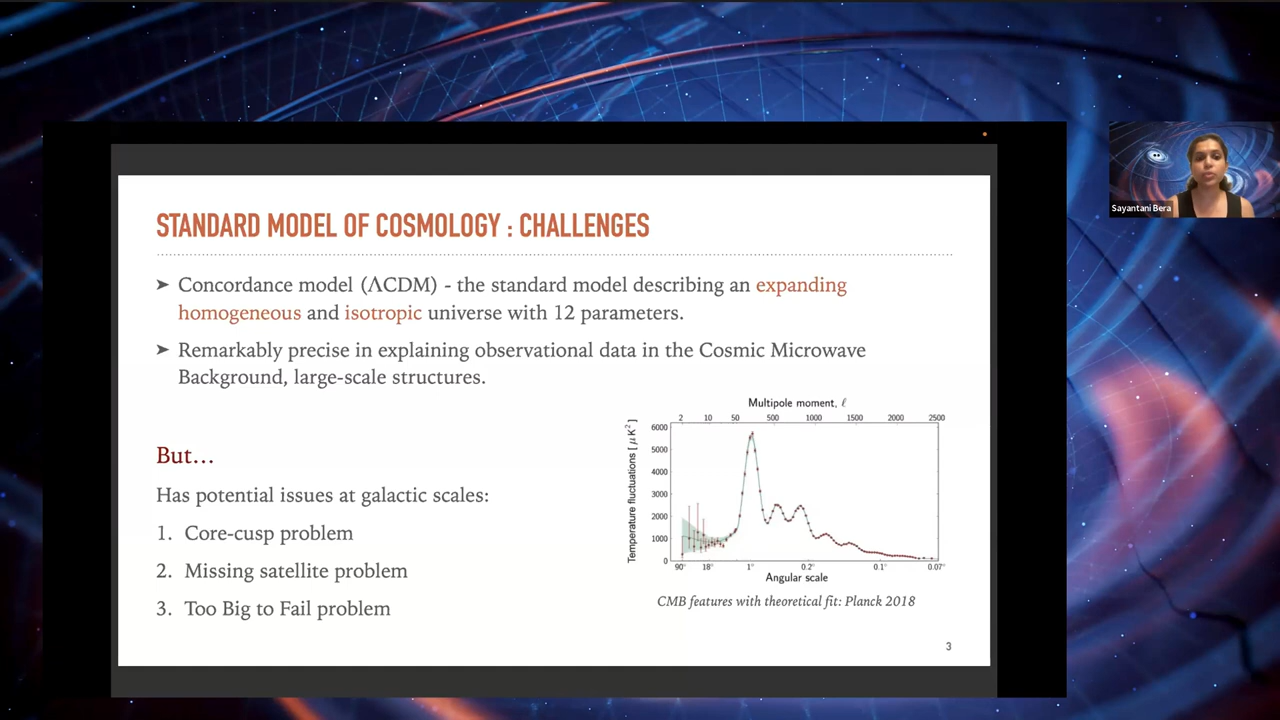 STANDARD MODEL OF COSMOLOGY : CHALLENGES
➤ Concordance model (ΛCDM) - the standard model describing an expanding
homogeneous and isotropic universe with 12 parameters.
➤ Remarkably precise in explaining observational data in the Cosmic Microwave
Background, large-scale structures.
But…
Has potential issues at galactic scales:
1. Core-cusp problem
2. Missing satellite problem
3. Too Big to Fail problem
Multipole moment, ℓ
2 10 50 500 1000 1500 2000 2500
Temperature fluctuations [ μ K² ]
6000
5000
4000
3000
2000
1000
0
90° 18° 1° 0.2° 0.1° 0.07°
Angular scale
CMB features with theoretical fit: Planck 2018
3
Sayantani Bera